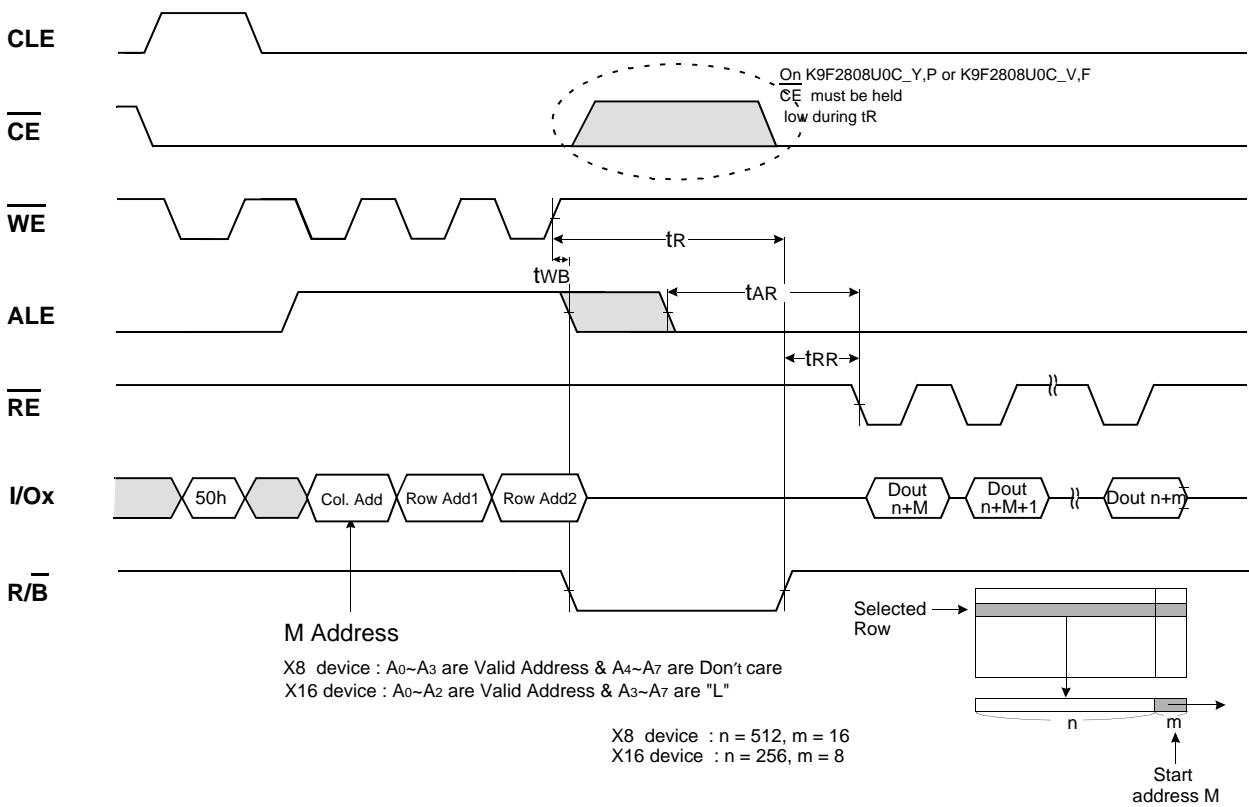 CLE
On K9F2808U0C_Y,P or K9F2808U0C_V,F
CE must be held
low during tR
CE
WE
tR
tWB
tAR
ALE
tRR
RE
I/Ox
50h
Col. Add
Row Add1
Row Add2
Dout
n+M
Dout
n+M+1
Dout n+m
R/B
Selected
Row
M Address
X8 device : A0~A3 are Valid Address & A4~A7 are Don't care
X16 device : A0~A2 are Valid Address & A3~A7 are "L"
n
m
X8 device : n = 512, m = 16
X16 device : n = 256, m = 8
Start
address M